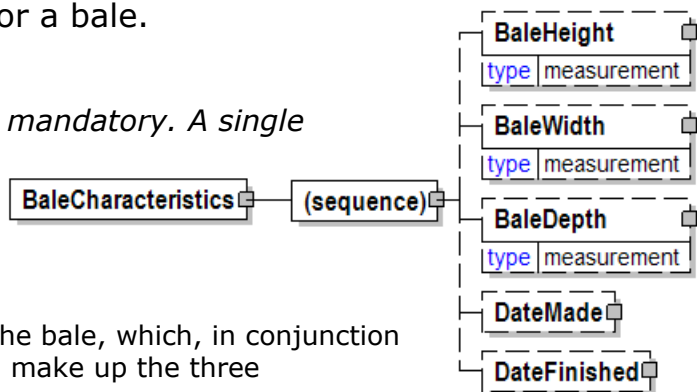 or a bale.
mandatory. A single
he bale, which, in conjunction
make up the three
BaleCharacteristics
(sequence)
BaleHeight
type measurement
BaleWidth
type measurement
BaleDepth
type measurement
DateMade
DateFinished